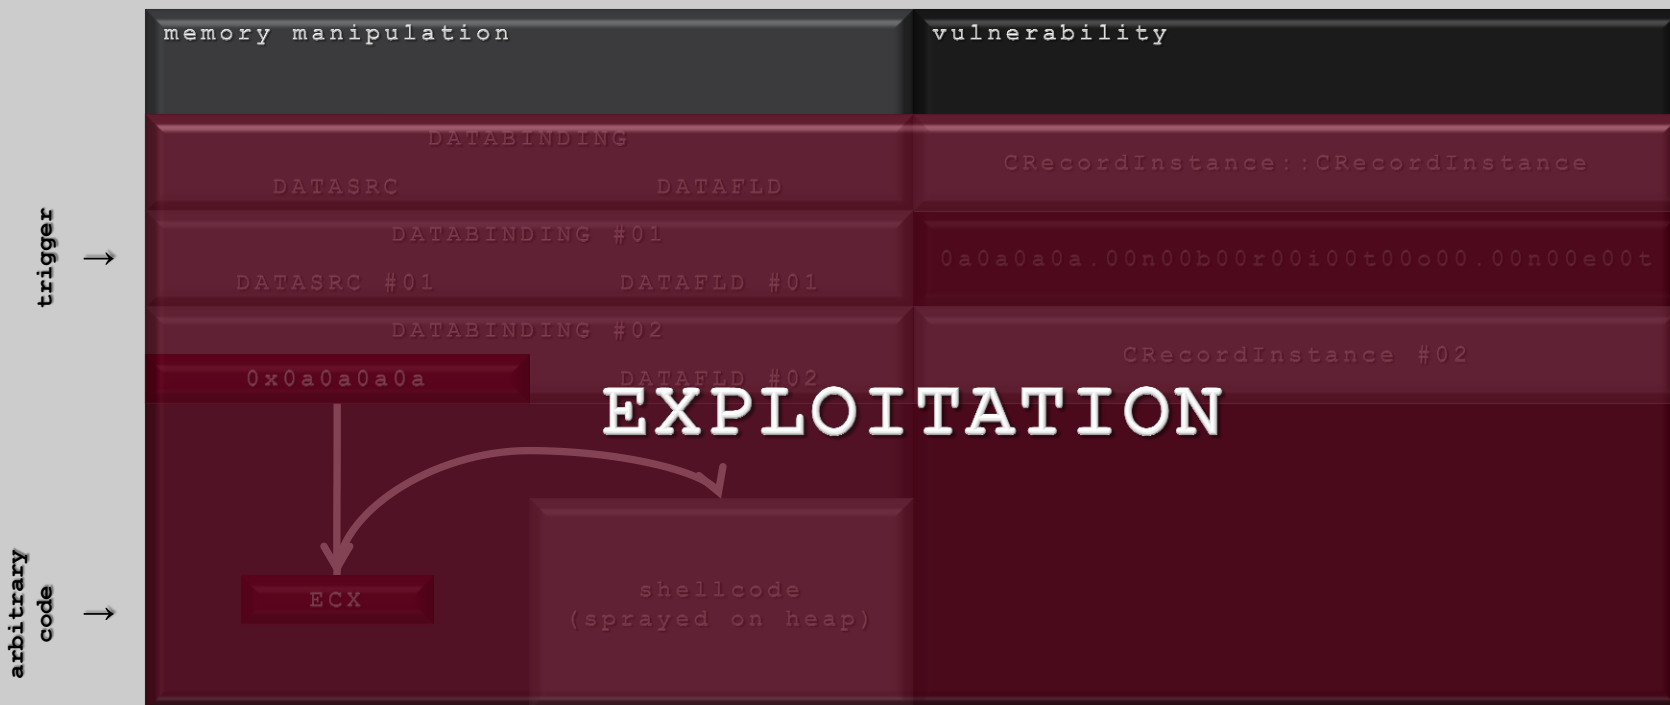 memory manipulation
vulnerability
DATABINDING
CRecordInstance::CRecordInstance
DATASRC
DATAFLD
trigger
→
DATABINDING #01
0a0a0a0a.00n00b00r00i00t00o00.00n00e00t
DATASRC #01
DATAFLD #01
DATABINDING #02
CRecordInstance #02
0x0a0a0a0a
DATAFLD #02
EXPLOITATION
arbitrary
code
→
ECX
shellcode
(sprayed on heap)